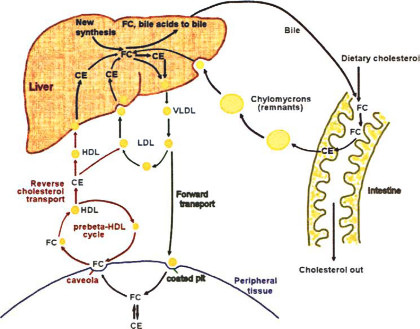 New
synthesis
FC, bile acids to bile
FC
CE
CE
CE
Liver
Bile
Dietary cholesterol
FC
FC
CE
VLDL
Chylomicrons
(remnants)
HDL
LDL
Intestine
Reverse
cholesterol
transport
CE
Forward
transport
HDL
prebeta-HDL
cycle
FC
Cholesterol out
FC
caveola
coated pit
Peripheral
tissue
FC
CE